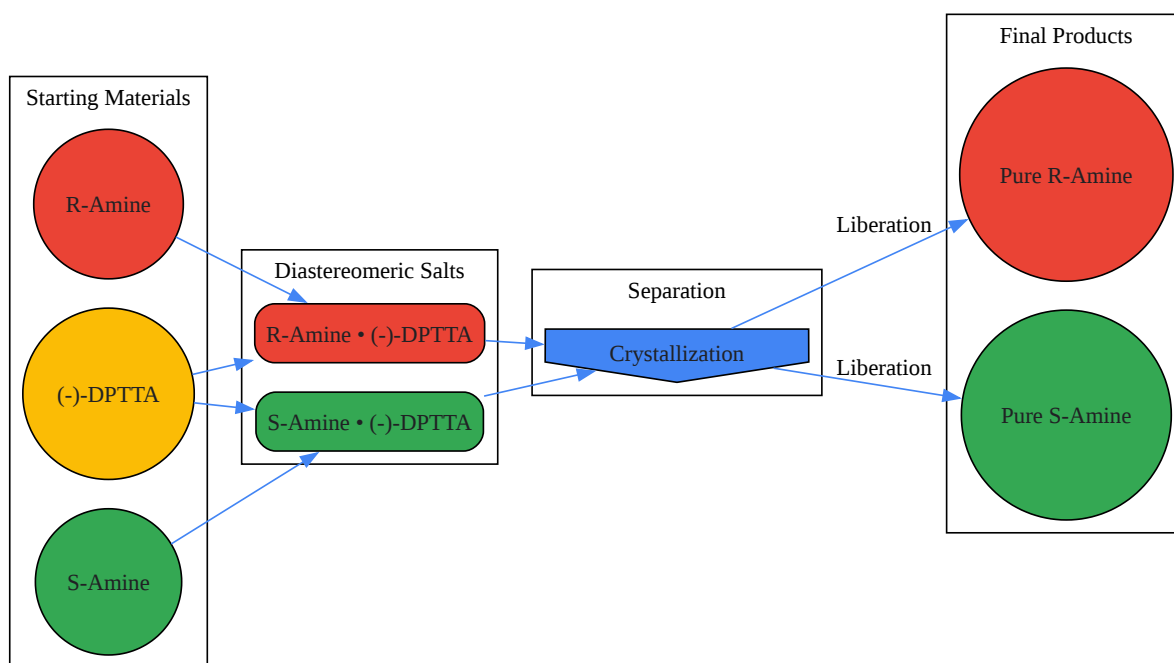 Starting Materials
R-Amine
(-)-DPTTA
S-Amine
Diastereomeric Salts
R-Amine • (-)-DPTTA
S-Amine • (-)-DPTTA
Separation
Crystallization
Liberation
Liberation
Final Products
Pure R-Amine
Pure S-Amine